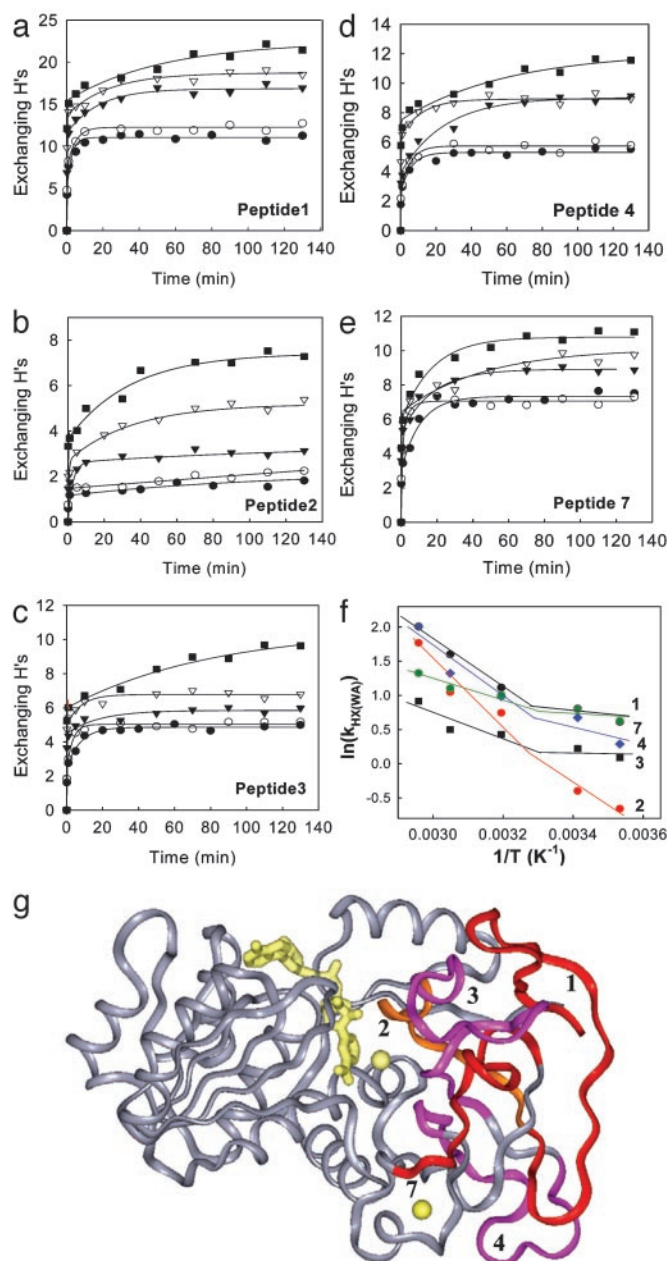 a
Exchanging H's
25
20
15
10
5
0
0 20 40 60 80 100 120 140
Peptide1
Time (min)
d
Exchanging H's
14
12
10
8
6
4
2
0
0 20 40 60 80 100 120 140
Peptide 4
Time (min)
b
Exchanging H's
8
6
4
2
0
0 20 40 60 80 100 120 140
Peptide2
Time (min)
e
Exchanging H's
12
10
8
6
4
2
0
0 20 40 60 80 100 120 140
Peptide 7
Time (min)
c
Exchanging H's
12
10
8
6
4
2
0
0 20 40 60 80 100 120 140
Peptide3
Time (min)
f
ln(kHX(WA))
2.0
1.5
1.0
0.5
0.0
-0.5
1
7
4
3
2
0.0030 0.0032 0.0034 0.0036
1/T (K-1)
g
1
3
2
7
4